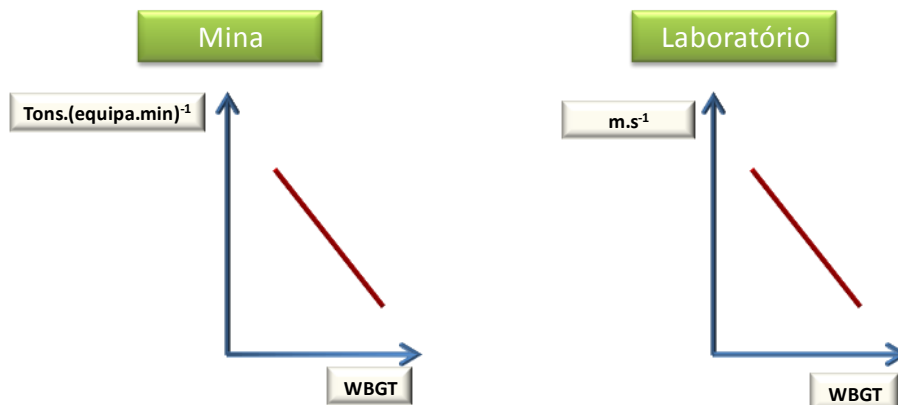 Mina
Laboratório
Tons.(equipa.min)⁻¹
m.s⁻¹
WBGT
WBGT